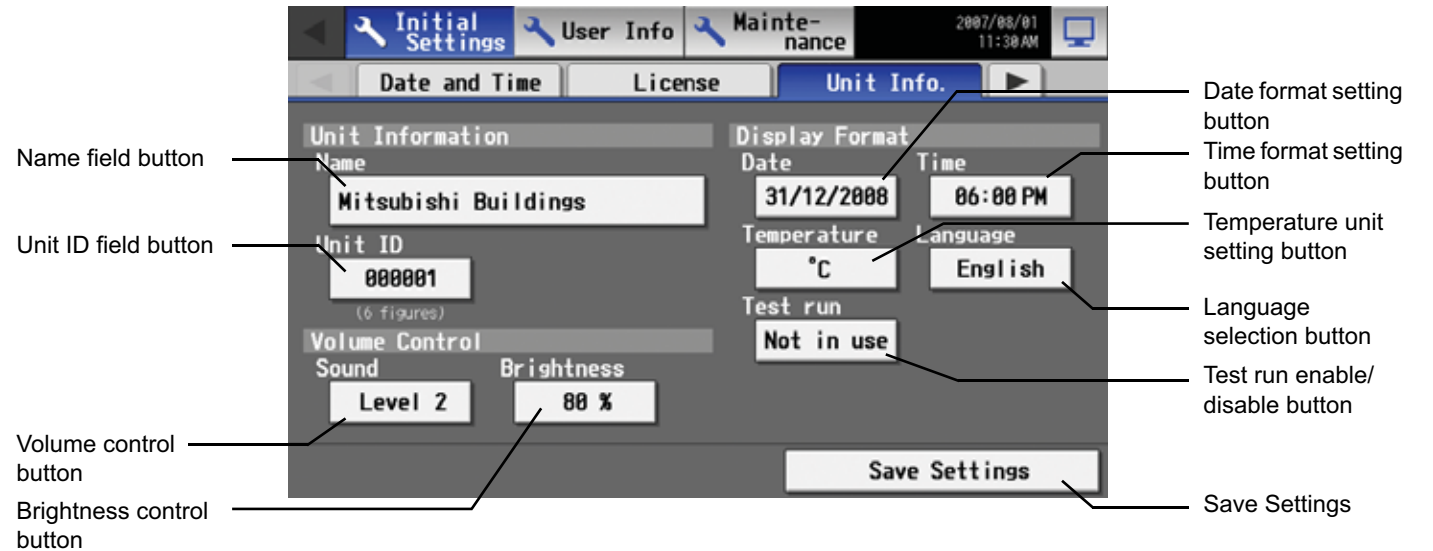 Initial
Settings
User Info
Mainte-
nance
2007/08/01
11:30 AM
Date and Time
License
Unit Info.
Unit Information
Name
Mitsubishi Buildings
Unit ID
000001
(6 figures)
Volume Control
Sound
Level 2
Brightness
80 %
Display Format
Date
31/12/2008
Time
06:00 PM
Temperature
°C
Language
English
Test run
Not in use
Save Settings
Name field button
Unit ID field button
Volume control
button
Brightness control
button
Date format setting
button
Time format setting
button
Temperature unit
setting button
Language
selection button
Test run enable/
disable button
Save Settings